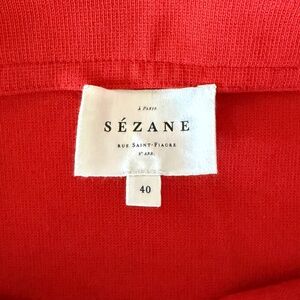 À PARIS
SÉZANE
RUE SAINT-FIACRE
2E ARR.
40